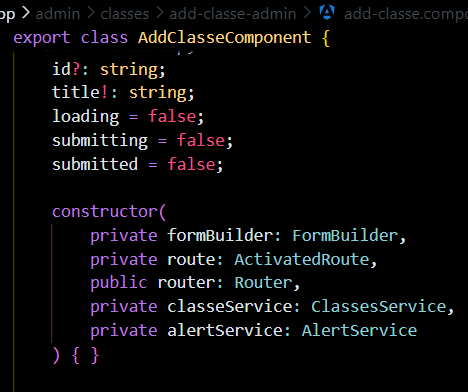 pp > admin > classes > add-classe-admin > add-classe.compo
export class AddClasseComponent {
id?: string;
title!: string;
loading = false;
submitting = false;
submitted = false;
constructor(
private formBuilder: FormBuilder,
private route: ActivatedRoute,
public router: Router,
private classeService: ClassesService,
private alertService: AlertService
) { }